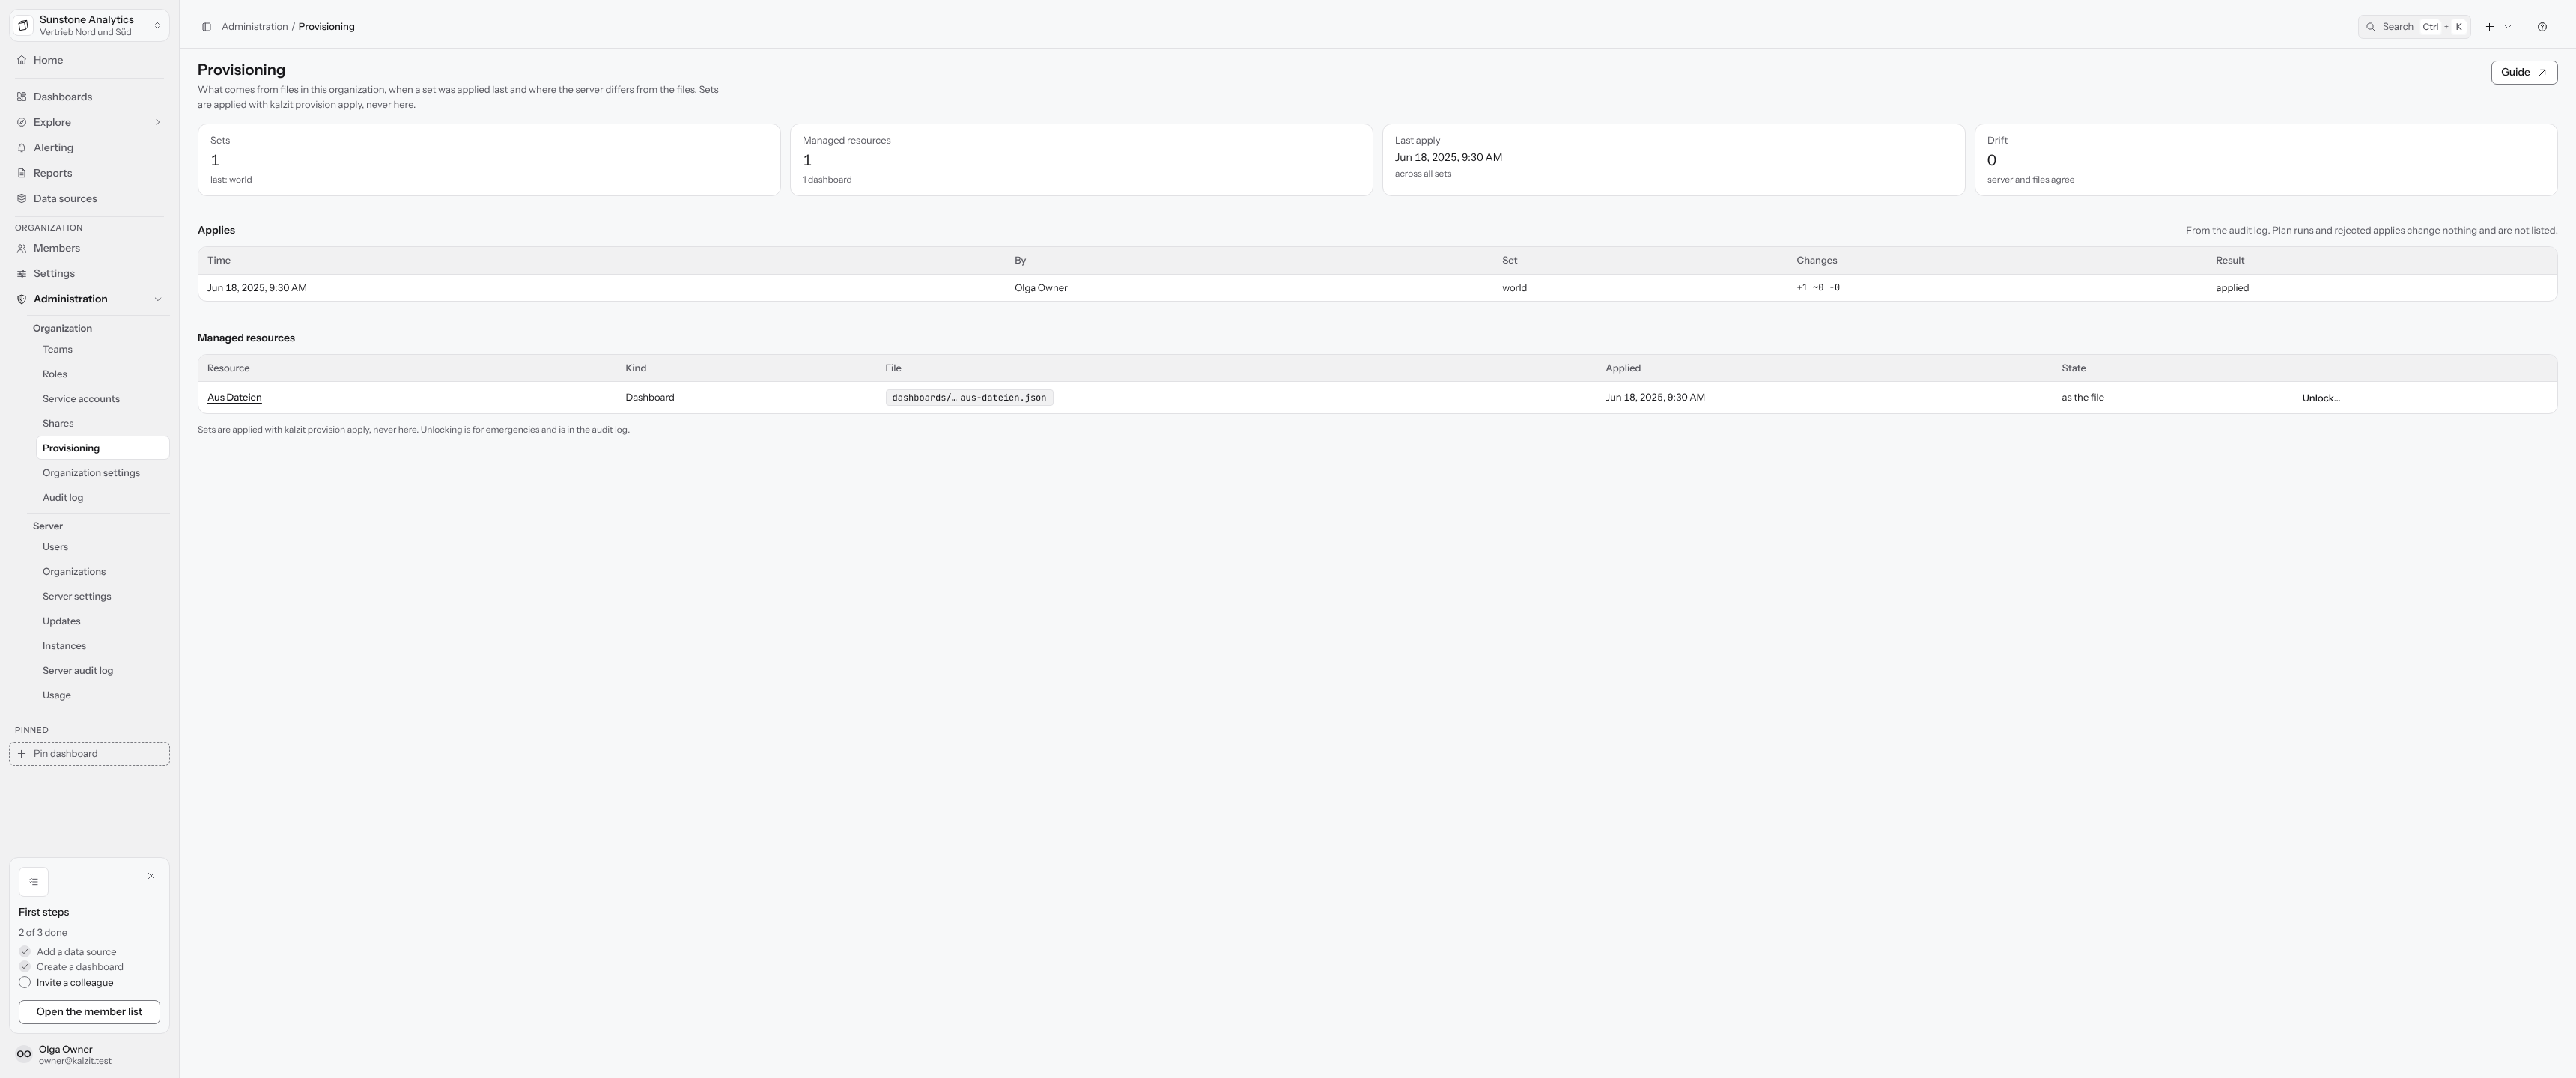 Sunstone Analytics
Vertrieb Nord und Süd
Home
Dashboards
Explore
Alerting
Reports
Data sources
ORGANIZATION
Members
Settings
Administration
Organization
Teams
Roles
Service accounts
Shares
Provisioning
Organization settings
Audit log
Server
Users
Organizations
Server settings
Updates
Instances
Server audit log
Usage
PINNED
Pin dashboard
First steps
2 of 3 done
Add a data source
Create a dashboard
Invite a colleague
Open the member list
OO
Olga Owner
owner@kalzit.test
Administration / Provisioning
Search Ctrl + K
Provisioning
What comes from files in this organization, when a set was applied last and where the server differs from the files. Sets
are applied with kalzit provision apply, never here.
Guide
Sets
1
last: world
Managed resources
1
1 dashboard
Last apply
Jun 18, 2025, 9:30 AM
across all sets
Drift
0
server and files agree
Applies
From the audit log. Plan runs and rejected applies change nothing and are not listed.
Time By Set Changes Result
Jun 18, 2025, 9:30 AM Olga Owner world +1 ~0 -0 applied
Managed resources
Resource Kind File Applied State
Aus Dateien Dashboard dashboards/… aus-dateien.json Jun 18, 2025, 9:30 AM as the file Unlock…
Sets are applied with kalzit provision apply, never here. Unlocking is for emergencies and is in the audit log.